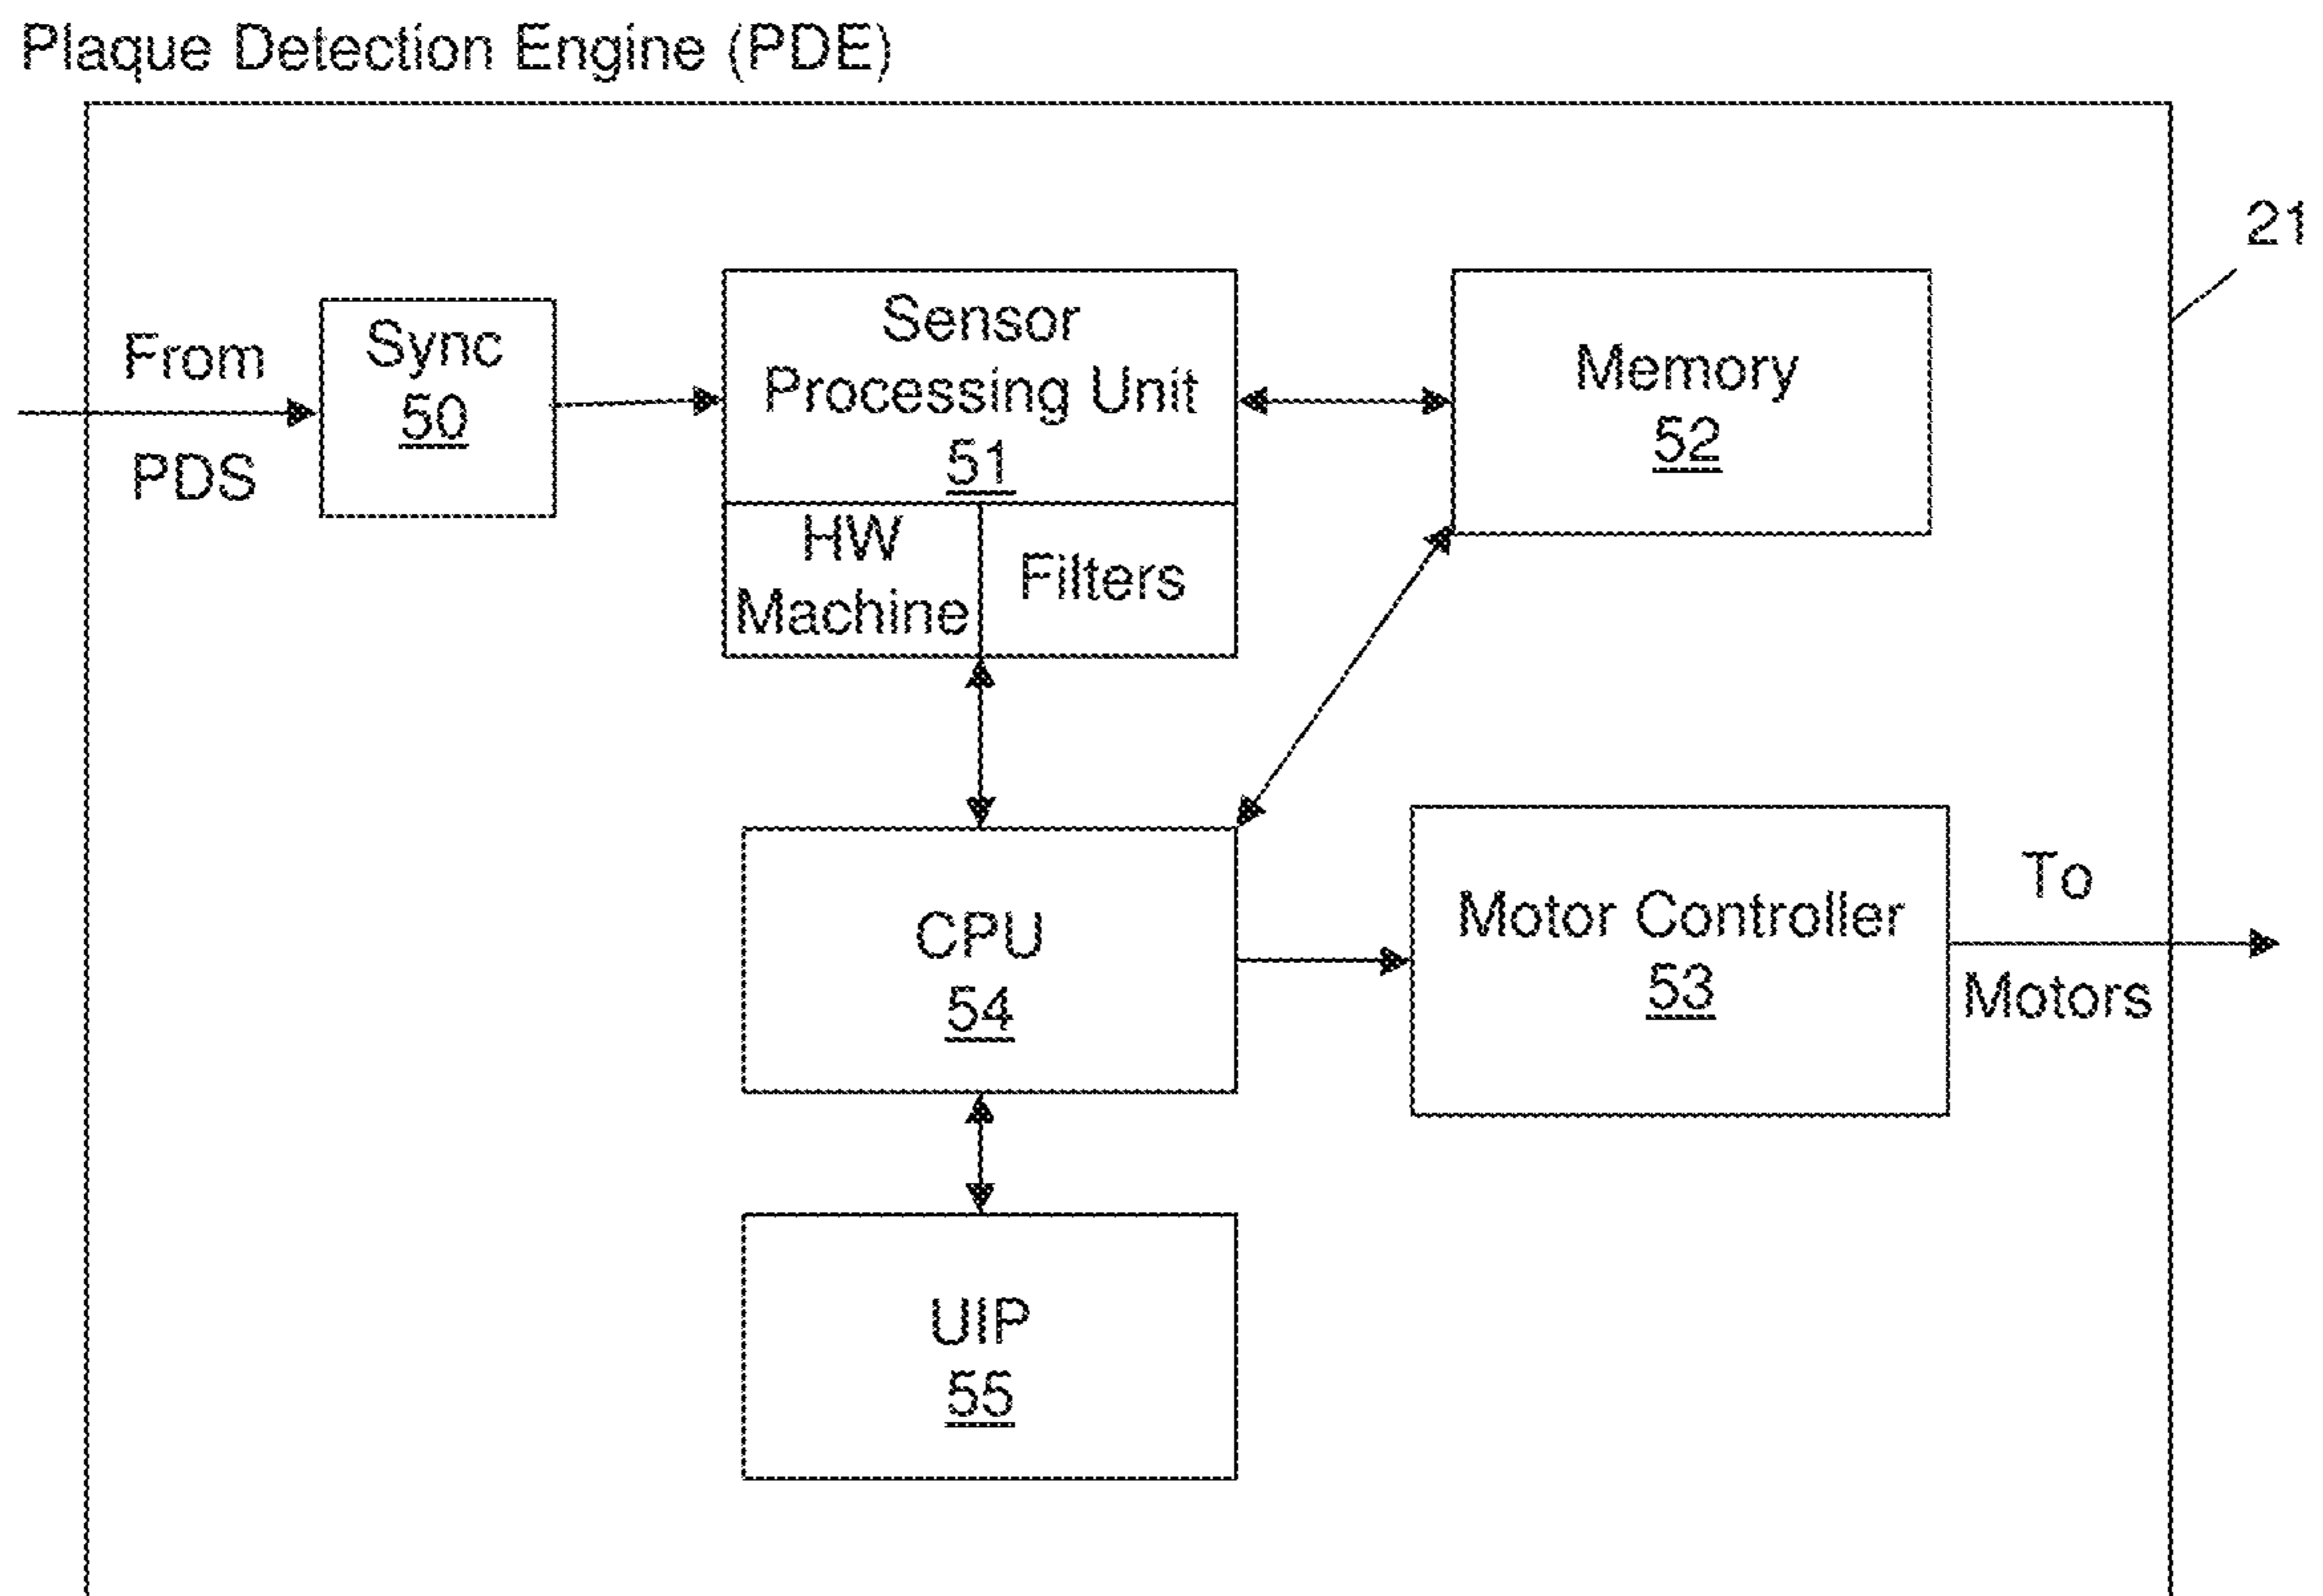 Plaque Detection Engine (PDE)
21
From
PDS
Sync
50
Sensor
Processing Unit
51
HW
Machine
Filters
Memory
52
CPU
54
Motor Controller
53
To
Motors
UIP
55